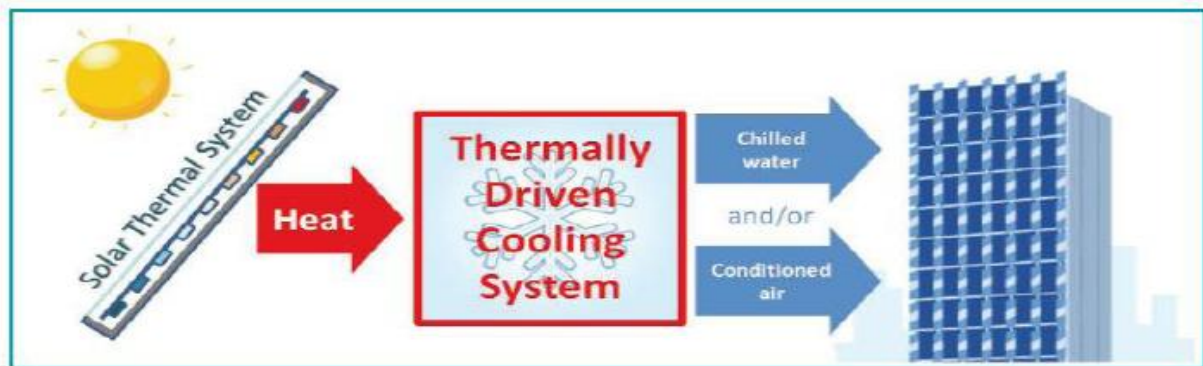 Solar Thermal System
Heat
Thermally
Driven
Cooling
System
Chilled
water
and/or
Conditioned
air